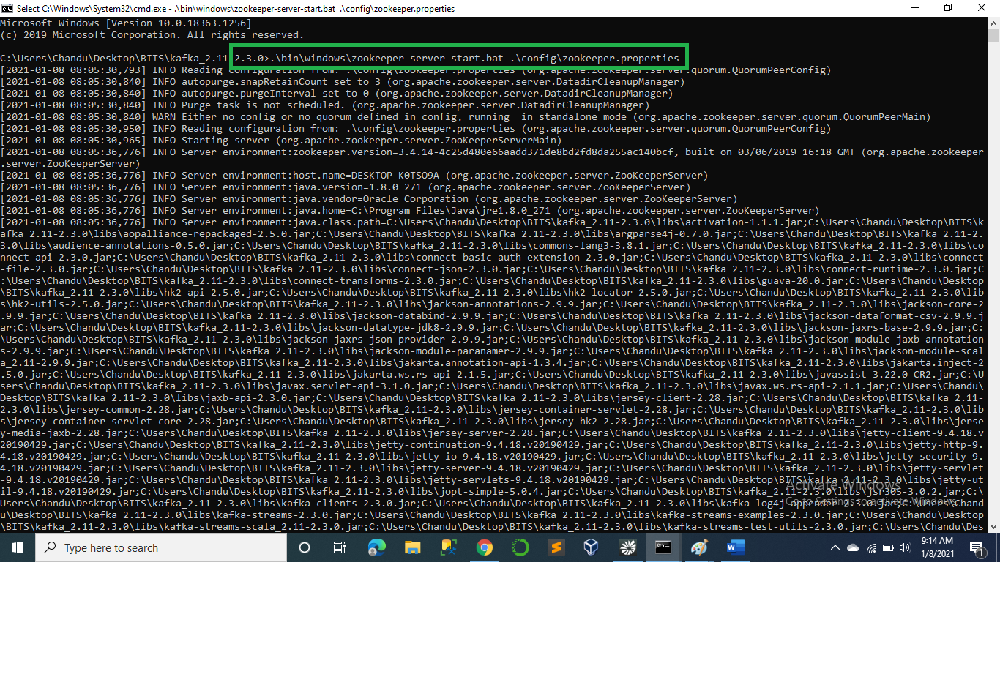 Select C:\Windows\System32\cmd.exe - .\bin\windows\zookeeper-server-start.bat .\config\zookeeper.properties
Microsoft Windows [Version 10.0.18363.1256]
(c) 2019 Microsoft Corporation. All rights reserved.
C:\Users\Chandu\Desktop\BITS\kafka_2.11 2.3.0>.\bin\windows\zookeeper-server-start.bat .\config\zookeeper.properties
[2021-01-08 08:05:30,793] INFO Reading configuration from: .\config\zookeeper.properties (org.apache.zookeeper.server.quorum.QuorumPeerConfig)
[2021-01-08 08:05:30,840] INFO autopurge.snapRetainCount set to 3 (org.apache.zookeeper.server.DatadirCleanupManager)
[2021-01-08 08:05:30,840] INFO autopurge.purgeInterval set to 0 (org.apache.zookeeper.server.DatadirCleanupManager)
[2021-01-08 08:05:30,840] INFO Purge task is not scheduled. (org.apache.zookeeper.server.DatadirCleanupManager)
[2021-01-08 08:05:30,840] WARN Either no config or no quorum defined in config, running  in standalone mode (org.apache.zookeeper.server.quorum.QuorumPeerMain)
[2021-01-08 08:05:30,950] INFO Reading configuration from: .\config\zookeeper.properties (org.apache.zookeeper.server.quorum.QuorumPeerConfig)
[2021-01-08 08:05:30,965] INFO Starting server (org.apache.zookeeper.server.ZooKeeperServerMain)
[2021-01-08 08:05:36,776] INFO Server environment:zookeeper.version=3.4.14-4c25d480e66aadd371de8bd2fd8da255ac140bcf, built on 03/06/2019 16:18 GMT (org.apache.zookeeper
.server.ZooKeeperServer)
[2021-01-08 08:05:36,776] INFO Server environment:host.name=DESKTOP-K0TSO9A (org.apache.zookeeper.server.ZooKeeperServer)
[2021-01-08 08:05:36,776] INFO Server environment:java.version=1.8.0_271 (org.apache.zookeeper.server.ZooKeeperServer)
[2021-01-08 08:05:36,776] INFO Server environment:java.vendor=Oracle Corporation (org.apache.zookeeper.server.ZooKeeperServer)
[2021-01-08 08:05:36,776] INFO Server environment:java.home=C:\Program Files\Java\jre1.8.0_271 (org.apache.zookeeper.server.ZooKeeperServer)
[2021-01-08 08:05:36,776] INFO Server environment:java.class.path=C:\Users\Chandu\Desktop\BITS\kafka_2.11-2.3.0\libs\activation-1.1.1.jar;C:\Users\Chandu\Desktop\BITS\k
afka_2.11-2.3.0\libs\aopalliance-repackaged-2.5.0.jar;C:\Users\Chandu\Desktop\BITS\kafka_2.11-2.3.0\libs\argparse4j-0.7.0.jar;C:\Users\Chandu\Desktop\BITS\kafka_2.11-2.
3.0\libs\audience-annotations-0.5.0.jar;C:\Users\Chandu\Desktop\BITS\kafka_2.11-2.3.0\libs\commons-lang3-3.8.1.jar;C:\Users\Chandu\Desktop\BITS\kafka_2.11-2.3.0\libs\co
nnect-api-2.3.0.jar;C:\Users\Chandu\Desktop\BITS\kafka_2.11-2.3.0\libs\connect-basic-auth-extension-2.3.0.jar;C:\Users\Chandu\Desktop\BITS\kafka_2.11-2.3.0\libs\connect
-file-2.3.0.jar;C:\Users\Chandu\Desktop\BITS\kafka_2.11-2.3.0\libs\connect-json-2.3.0.jar;C:\Users\Chandu\Desktop\BITS\kafka_2.11-2.3.0\libs\connect-runtime-2.3.0.jar;C
:\Users\Chandu\Desktop\BITS\kafka_2.11-2.3.0\libs\connect-transforms-2.3.0.jar;C:\Users\Chandu\Desktop\BITS\kafka_2.11-2.3.0\libs\guava-20.0.jar;C:\Users\Chandu\Desktop
\BITS\kafka_2.11-2.3.0\libs\hk2-api-2.5.0.jar;C:\Users\Chandu\Desktop\BITS\kafka_2.11-2.3.0\libs\hk2-locator-2.5.0.jar;C:\Users\Chandu\Desktop\BITS\kafka_2.11-2.3.0\lib
s\hk2-utils-2.5.0.jar;C:\Users\Chandu\Desktop\BITS\kafka_2.11-2.3.0\libs\jackson-annotations-2.9.9.jar;C:\Users\Chandu\Desktop\BITS\kafka_2.11-2.3.0\libs\jackson-core-2
.9.9.jar;C:\Users\Chandu\Desktop\BITS\kafka_2.11-2.3.0\libs\jackson-databind-2.9.9.jar;C:\Users\Chandu\Desktop\BITS\kafka_2.11-2.3.0\libs\jackson-dataformat-csv-2.9.9.j
ar;C:\Users\Chandu\Desktop\BITS\kafka_2.11-2.3.0\libs\jackson-datatype-jdk8-2.9.9.jar;C:\Users\Chandu\Desktop\BITS\kafka_2.11-2.3.0\libs\jackson-jaxrs-base-2.9.9.jar;C:
\Users\Chandu\Desktop\BITS\kafka_2.11-2.3.0\libs\jackson-jaxrs-json-provider-2.9.9.jar;C:\Users\Chandu\Desktop\BITS\kafka_2.11-2.3.0\libs\jackson-module-jaxb-annotation
s-2.9.9.jar;C:\Users\Chandu\Desktop\BITS\kafka_2.11-2.3.0\libs\jackson-module-paranamer-2.9.9.jar;C:\Users\Chandu\Desktop\BITS\kafka_2.11-2.3.0\libs\jackson-module-scal
a_2.11-2.9.9.jar;C:\Users\Chandu\Desktop\BITS\kafka_2.11-2.3.0\libs\jakarta.annotation-api-1.3.4.jar;C:\Users\Chandu\Desktop\BITS\kafka_2.11-2.3.0\libs\jakarta.inject-2
.5.0.jar;C:\Users\Chandu\Desktop\BITS\kafka_2.11-2.3.0\libs\jakarta.ws.rs-api-2.1.5.jar;C:\Users\Chandu\Desktop\BITS\kafka_2.11-2.3.0\libs\javassist-3.22.0-CR2.jar;C:\U
sers\Chandu\Desktop\BITS\kafka_2.11-2.3.0\libs\javax.servlet-api-3.1.0.jar;C:\Users\Chandu\Desktop\BITS\kafka_2.11-2.3.0\libs\javax.ws.rs-api-2.1.1.jar;C:\Users\Chandu\
Desktop\BITS\kafka_2.11-2.3.0\libs\jaxb-api-2.3.0.jar;C:\Users\Chandu\Desktop\BITS\kafka_2.11-2.3.0\libs\jersey-client-2.28.jar;C:\Users\Chandu\Desktop\BITS\kafka_2.11-
2.3.0\libs\jersey-common-2.28.jar;C:\Users\Chandu\Desktop\BITS\kafka_2.11-2.3.0\libs\jersey-container-servlet-2.28.jar;C:\Users\Chandu\Desktop\BITS\kafka_2.11-2.3.0\lib
s\jersey-container-servlet-core-2.28.jar;C:\Users\Chandu\Desktop\BITS\kafka_2.11-2.3.0\libs\jersey-hk2-2.28.jar;C:\Users\Chandu\Desktop\BITS\kafka_2.11-2.3.0\libs\jerse
y-media-jaxb-2.28.jar;C:\Users\Chandu\Desktop\BITS\kafka_2.11-2.3.0\libs\jersey-server-2.28.jar;C:\Users\Chandu\Desktop\BITS\kafka_2.11-2.3.0\libs\jetty-client-9.4.18.v
20190429.jar;C:\Users\Chandu\Desktop\BITS\kafka_2.11-2.3.0\libs\jetty-continuation-9.4.18.v20190429.jar;C:\Users\Chandu\Desktop\BITS\kafka_2.11-2.3.0\libs\jetty-http-9.
4.18.v20190429.jar;C:\Users\Chandu\Desktop\BITS\kafka_2.11-2.3.0\libs\jetty-io-9.4.18.v20190429.jar;C:\Users\Chandu\Desktop\BITS\kafka_2.11-2.3.0\libs\jetty-security-9.
4.18.v20190429.jar;C:\Users\Chandu\Desktop\BITS\kafka_2.11-2.3.0\libs\jetty-server-9.4.18.v20190429.jar;C:\Users\Chandu\Desktop\BITS\kafka_2.11-2.3.0\libs\jetty-servlet
-9.4.18.v20190429.jar;C:\Users\Chandu\Desktop\BITS\kafka_2.11-2.3.0\libs\jetty-servlets-9.4.18.v20190429.jar;C:\Users\Chandu\Desktop\BITS\kafka_2.11-2.3.0\libs\jetty-ut
il-9.4.18.v20190429.jar;C:\Users\Chandu\Desktop\BITS\kafka_2.11-2.3.0\libs\jopt-simple-5.0.4.jar;C:\Users\Chandu\Desktop\BITS\kafka_2.11-2.3.0\libs\jsr305-3.0.2.jar;C:\
Users\Chandu\Desktop\BITS\kafka_2.11-2.3.0\libs\kafka-clients-2.3.0.jar;C:\Users\Chandu\Desktop\BITS\kafka_2.11-2.3.0\libs\kafka-log4j-appender-2.3.0.jar;C:\Users\Chand
u\Desktop\BITS\kafka_2.11-2.3.0\libs\kafka-streams-2.3.0.jar;C:\Users\Chandu\Desktop\BITS\kafka_2.11-2.3.0\libs\kafka-streams-examples-2.3.0.jar;C:\Users\Chandu\Desktop
\BITS\kafka_2.11-2.3.0\libs\kafka-streams-scala_2.11-2.3.0.jar;C:\Users\Chandu\Desktop\BITS\kafka_2.11-2.3.0\libs\kafka-streams-test-utils-2.3.0.jar;C:\Users\Chandu\Des
Activate Windows
Go to Settings to activate Windows.
Type here to search
9:14 AM
1/8/2021
1